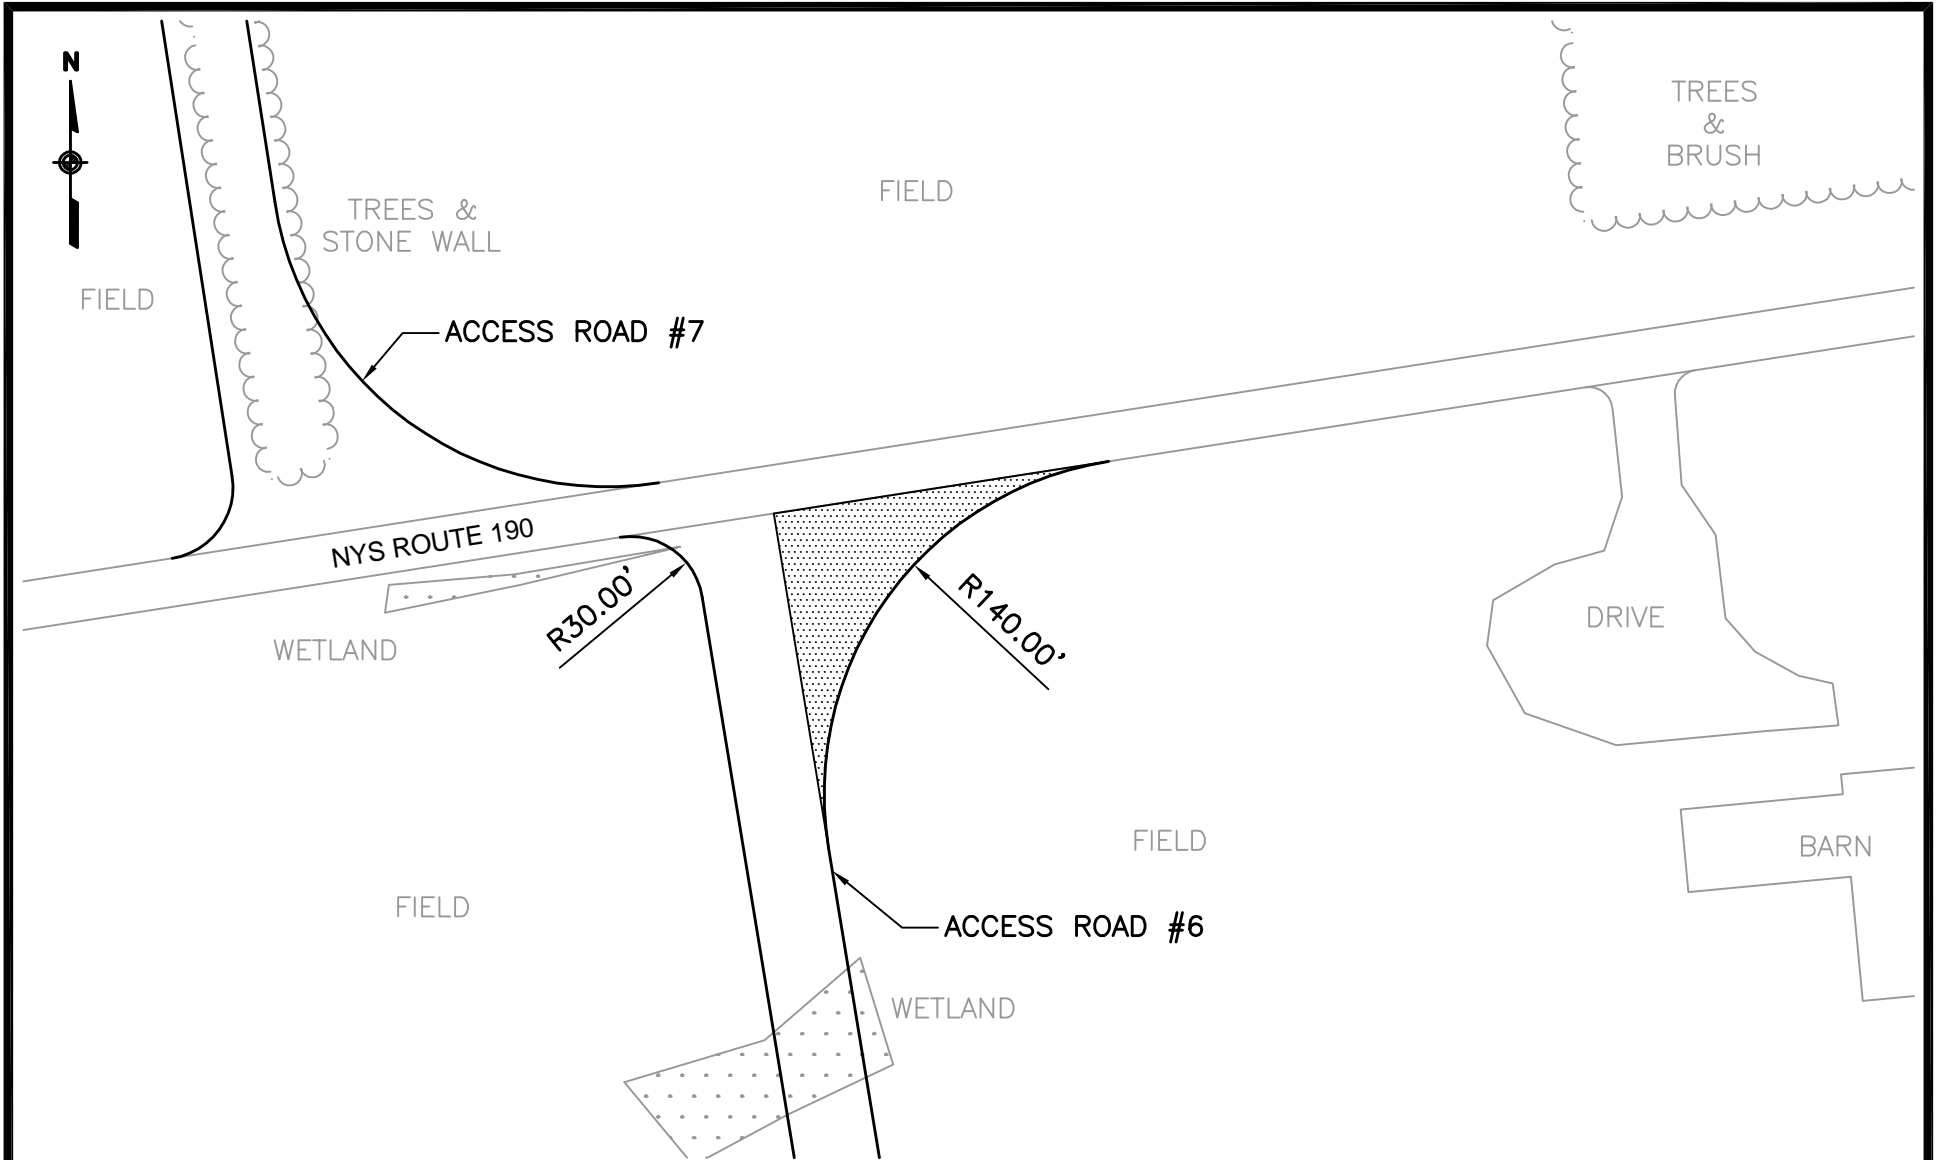 N
TREES
&
BRUSH
FIELD
TREES &
STONE WALL
FIELD
ACCESS ROAD #7
NYS ROUTE 190
R30.00'
R140.00'
DRIVE
WETLAND
FIELD
BARN
FIELD
ACCESS ROAD #6
WETLAND